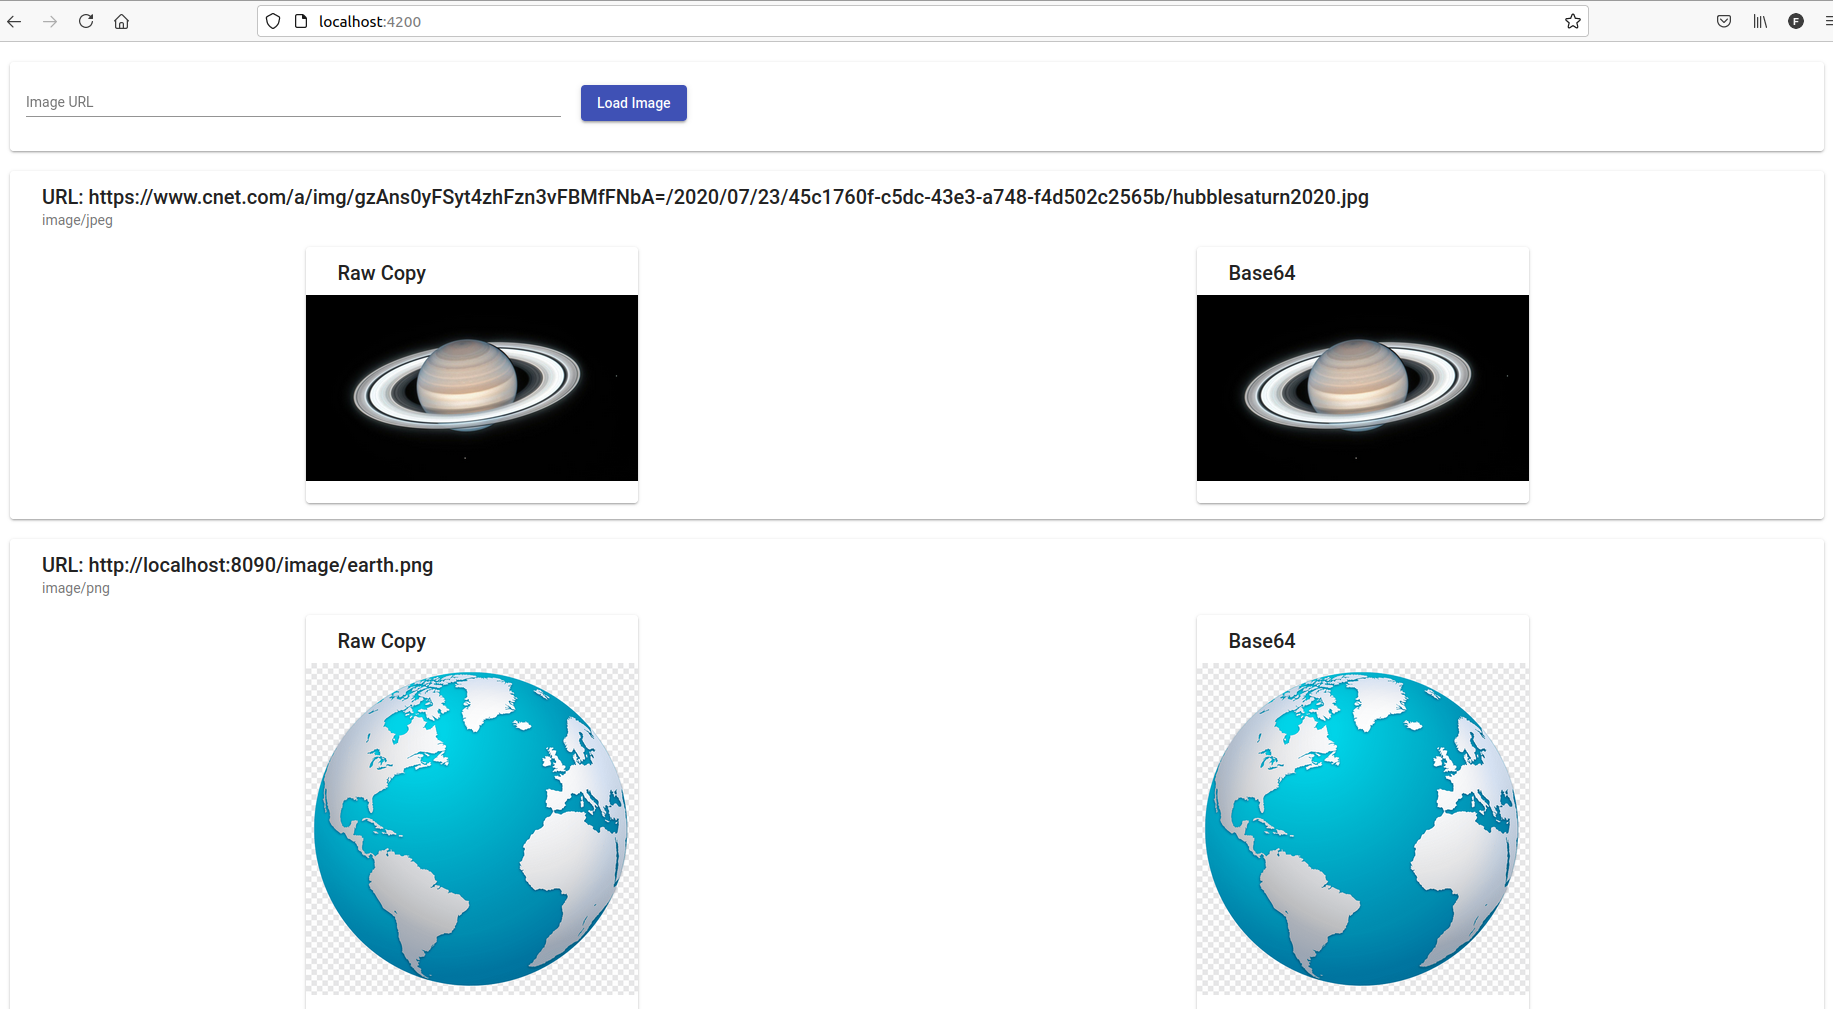 localhost:4200
F
Image URL
Load Image
URL: https://www.cnet.com/a/img/gzAns0yFSyt4zhFzn3vFBMfFNbA=/2020/07/23/45c1760f-c5dc-43e3-a748-f4d502c2565b/hubblesaturn2020.jpg
image/jpeg
Raw Copy
Base64
URL: http://localhost:8090/image/earth.png
image/png
Raw Copy
Base64